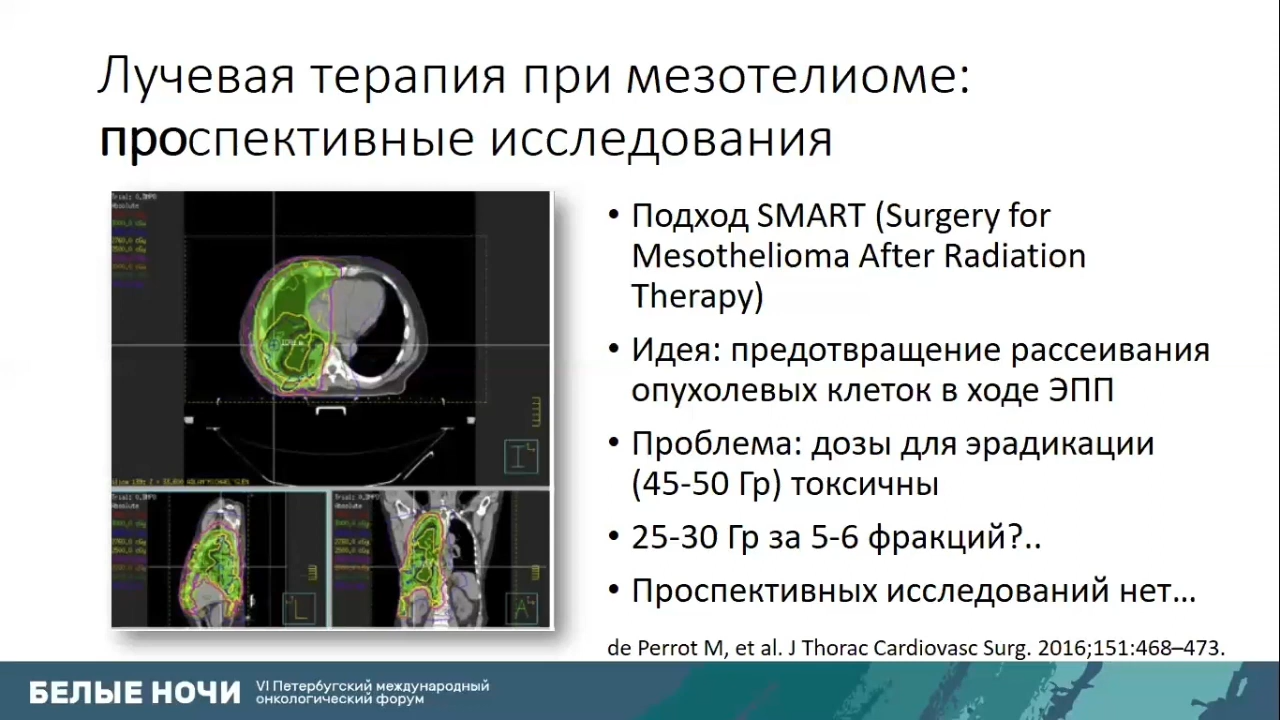 Лучевая терапия при мезотелиоме:
проспективные исследования
• Подход SMART (Surgery for
Mesothelioma After Radiation
Therapy)
• Идея: предотвращение рассеивания
опухолевых клеток в ходе ЭПП
• Проблема: дозы для эрадикации
(45-50 Гр) токсичны
• 25-30 Гр за 5-6 фракций?..
• Проспективных исследований нет...
de Perrot M, et al. J Thorac Cardiovasc Surg. 2016;151:468–473.
БЕЛЫЕ НОЧИ
VI Петербургский международный
онкологический форум